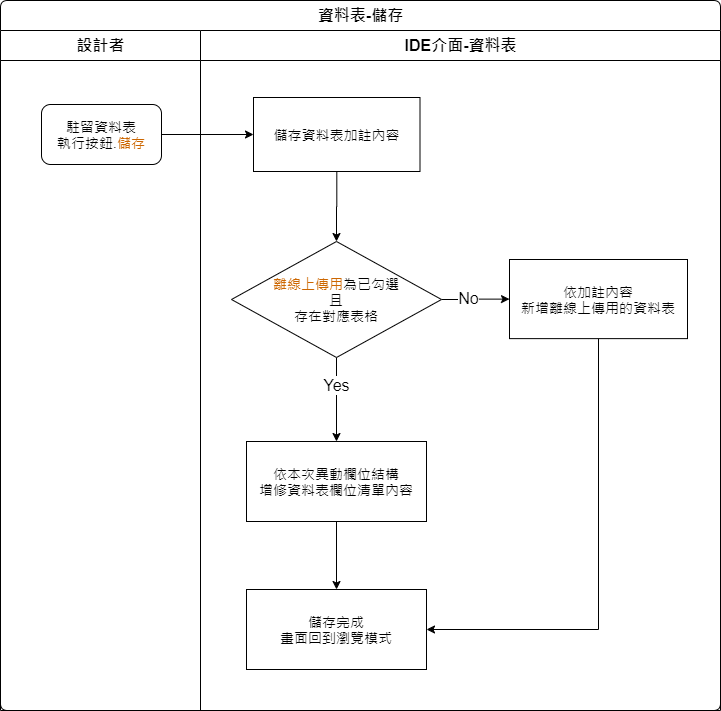 資料表-儲存
設計者
IDE介面-資料表
駐留資料表
執行按鈕.儲存
儲存資料表加註內容
離線上傳用為已勾選
且
存在對應表格
No
依加註內容
新增離線上傳用的資料表
Yes
依本次異動欄位結構
增修資料表欄位清單內容
儲存完成
畫面回到瀏覽模式